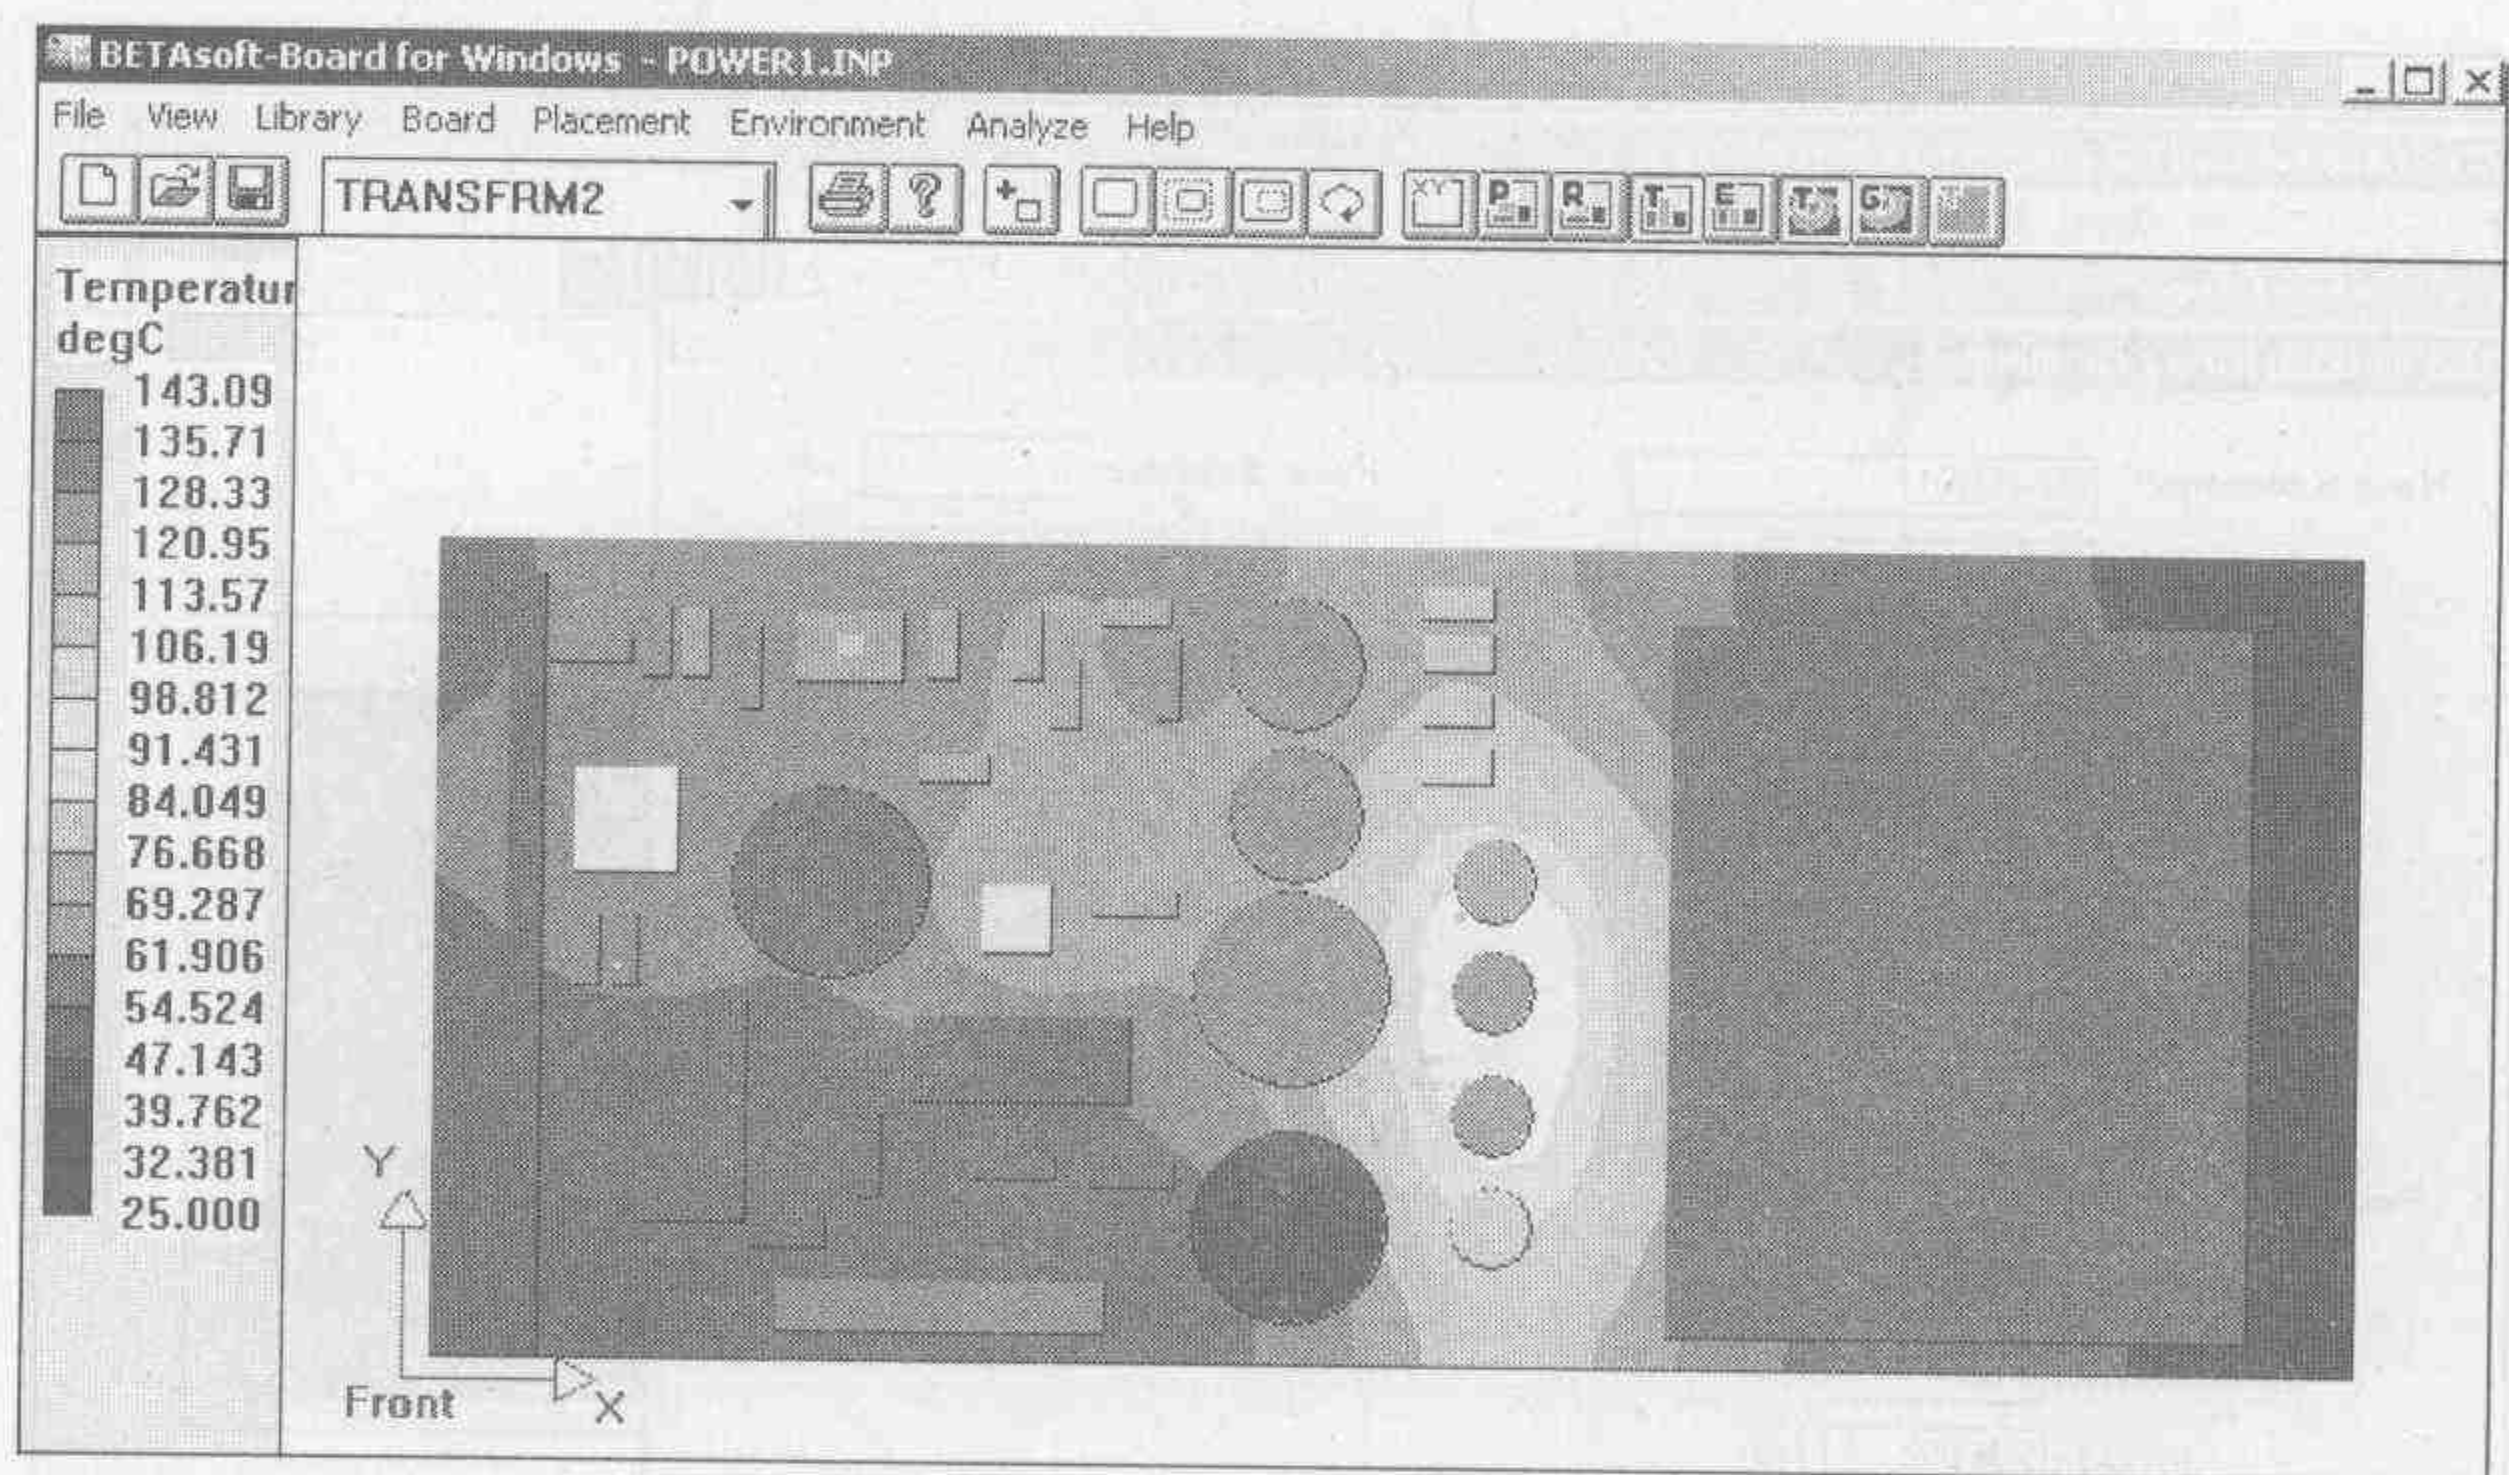 BETAsoft-Board for Windows - POWER1.INP
File View Library Board Placement Environment Analyze Help
TRANSFRM2
XY P R T E T G
Temperatur
degC
143.09
135.71
128.33
120.95
113.57
106.19
98.812
91.431
84.049
76.668
69.287
61.906
54.524
47.143
39.762
32.381
25.000
Y
Front X